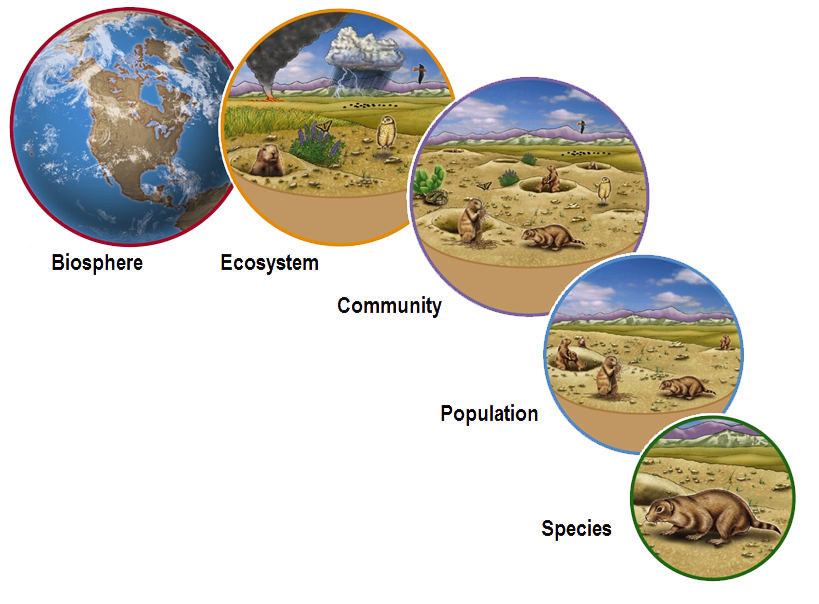 Biosphere
Ecosystem
Community
Population
Species